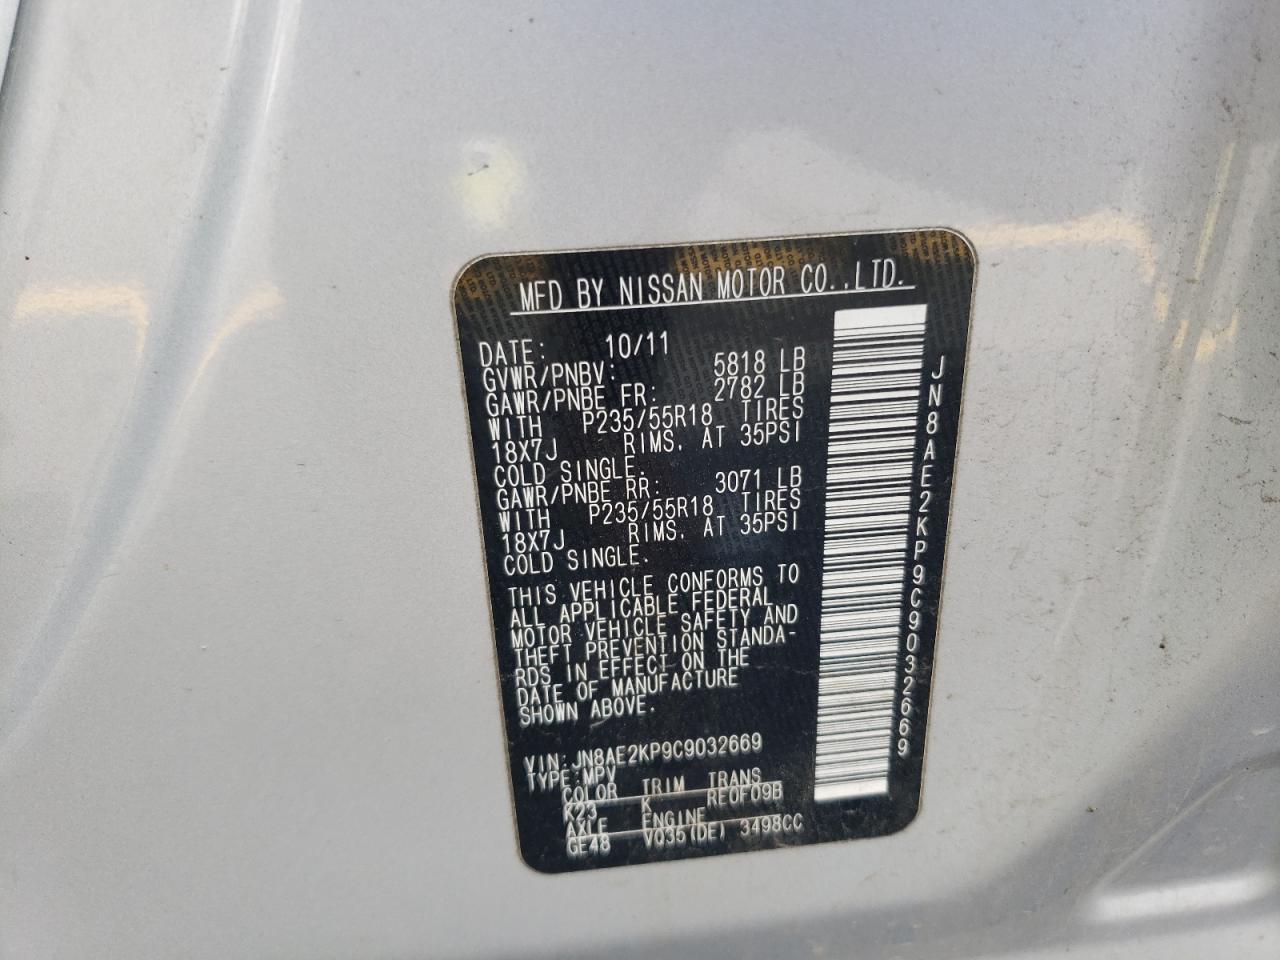 MFD BY NISSAN MOTOR CO.,LTD.
DATE: 10/11
GVWR/PNBV: 5818 LB
GAWR/PNBE FR: 2782 LB
WITH P235/55R18 TIRES
18X7J RIMS. AT 35PSI
COLD SINGLE.
GAWR/PNBE RR: 3071 LB
WITH P235/55R18 TIRES
18X7J RIMS. AT 35PSI
COLD SINGLE.
THIS VEHICLE CONFORMS TO
ALL APPLICABLE FEDERAL
MOTOR VEHICLE SAFETY AND
THEFT PREVENTION STANDA-
RDS IN EFFECT ON THE
DATE OF MANUFACTURE
SHOWN ABOVE.
VIN:JN8AE2KP9C9032669
TYPE:MPV
COLOR TRIM TRANS
K23 K RE0F09B
AXLE ENGINE
GE48 VQ35(DE) 3498CC
JN8AE2KP9C9032669